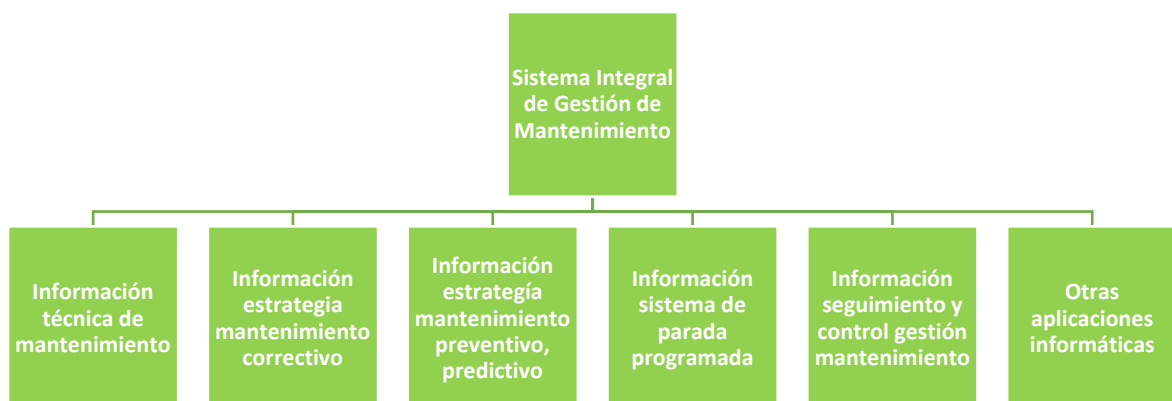 Sistema Integral
de Gestión de
Mantenimiento
Información
técnica de
mantenimiento
Información
estrategia
mantenimiento
correctivo
Información
estrategía
mantenimiento
preventivo,
predictivo
Información
sistema de
parada
programada
Información
seguimiento y
control gestión
mantenimiento
Otras
aplicaciones
informáticas